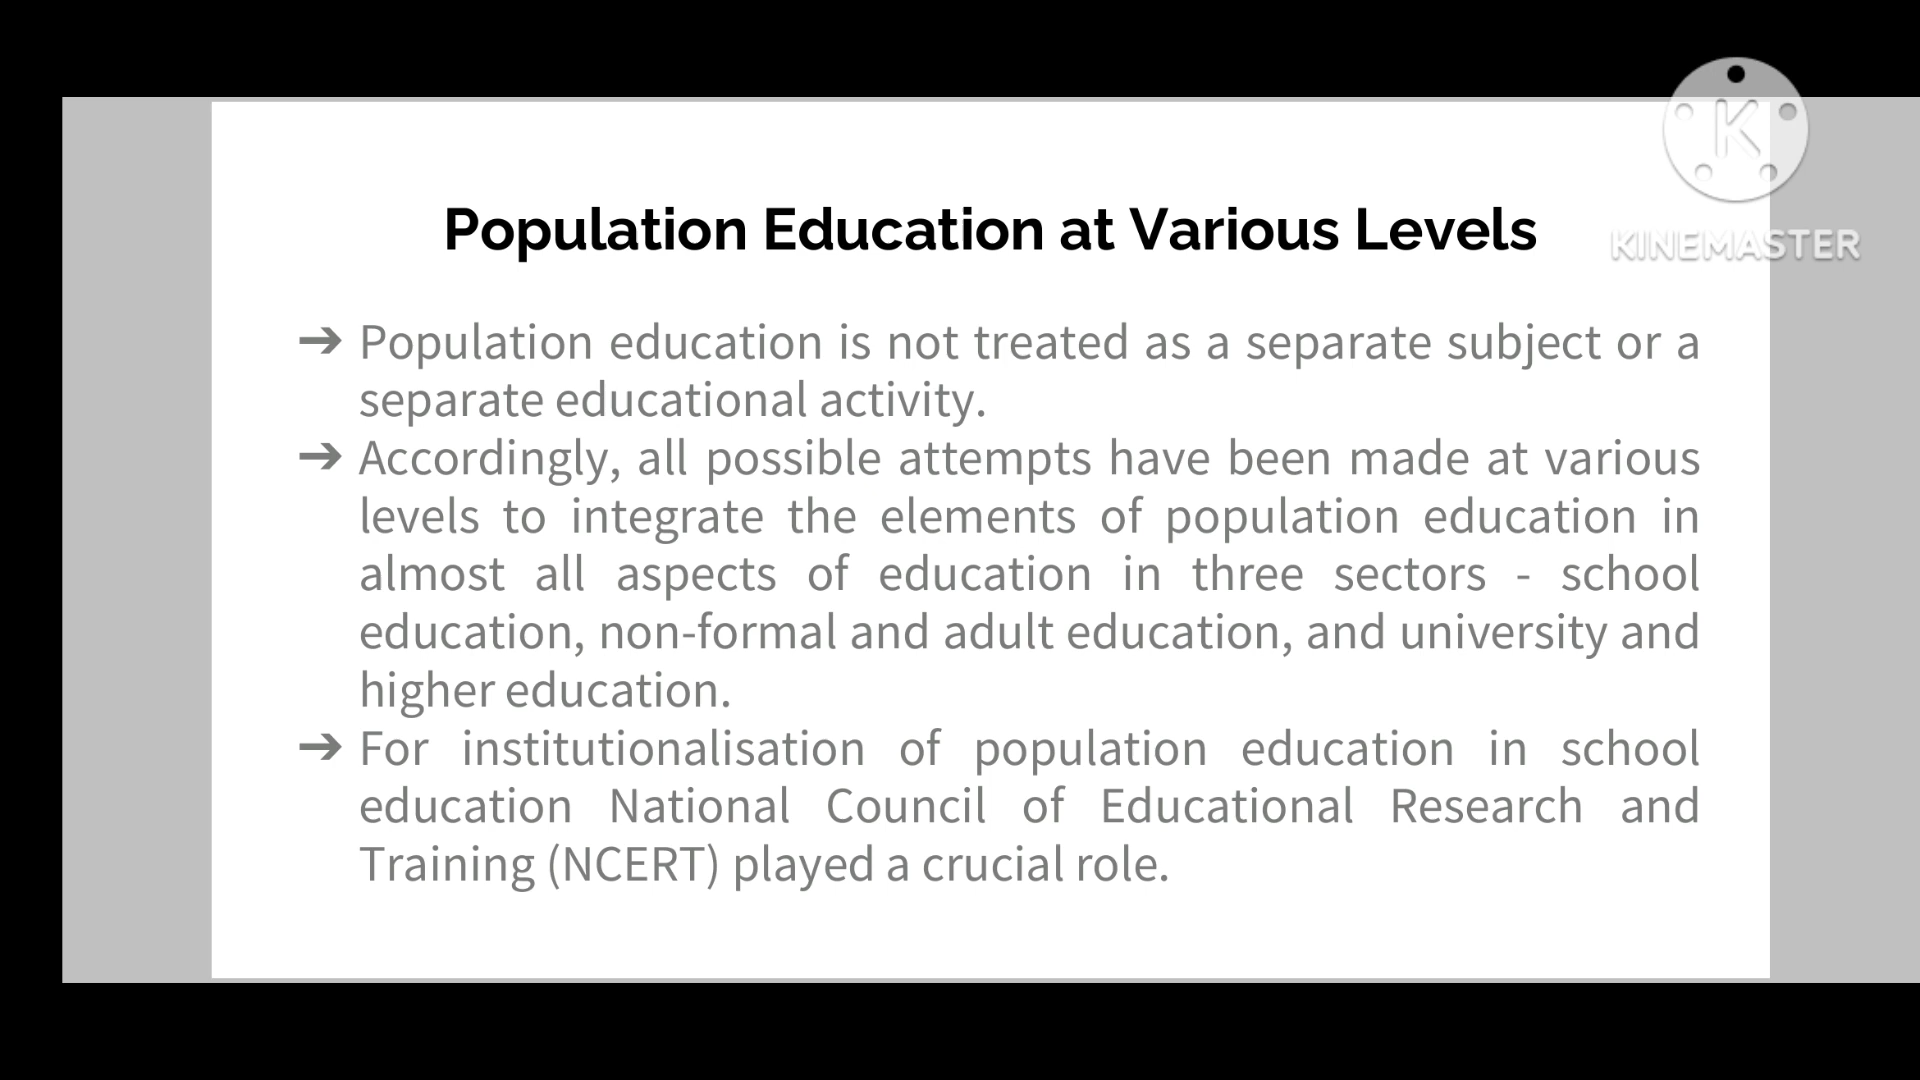 K
KINEMASTER
Population Education at Various Levels
➔ Population education is not treated as a separate subject or a
separate educational activity.
➔ Accordingly, all possible attempts have been made at various
levels to integrate the elements of population education in
almost all aspects of education in three sectors - school
education, non-formal and adult education, and university and
higher education.
➔ For institutionalisation of population education in school
education National Council of Educational Research and
Training (NCERT) played a crucial role.